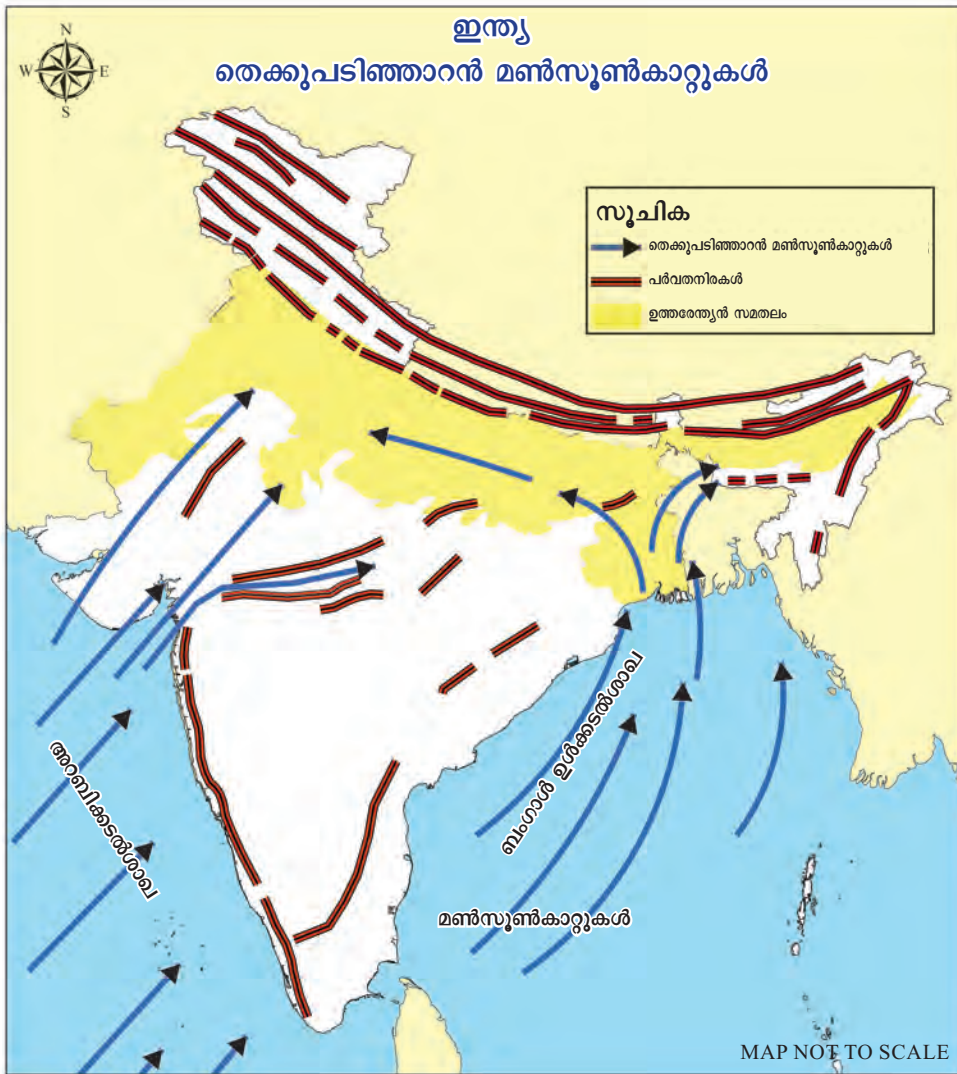 ഇന്ത്യ
തെക്കുപടിഞ്ഞാറൻ മൺസൂൺകാറ്റുകൾ
N
W E
S
സൂചിക
തെക്കുപടിഞ്ഞാറൻ മൺസൂൺകാറ്റുകൾ
പർവതനിരകൾ
ഉത്തരേന്ത്യൻ സമതലം
അറബിക്കടൽശാഖ
ബംഗാൾ ഉൾക്കടൽശാഖ
മൺസൂൺകാറ്റുകൾ
MAP NOT TO SCALE